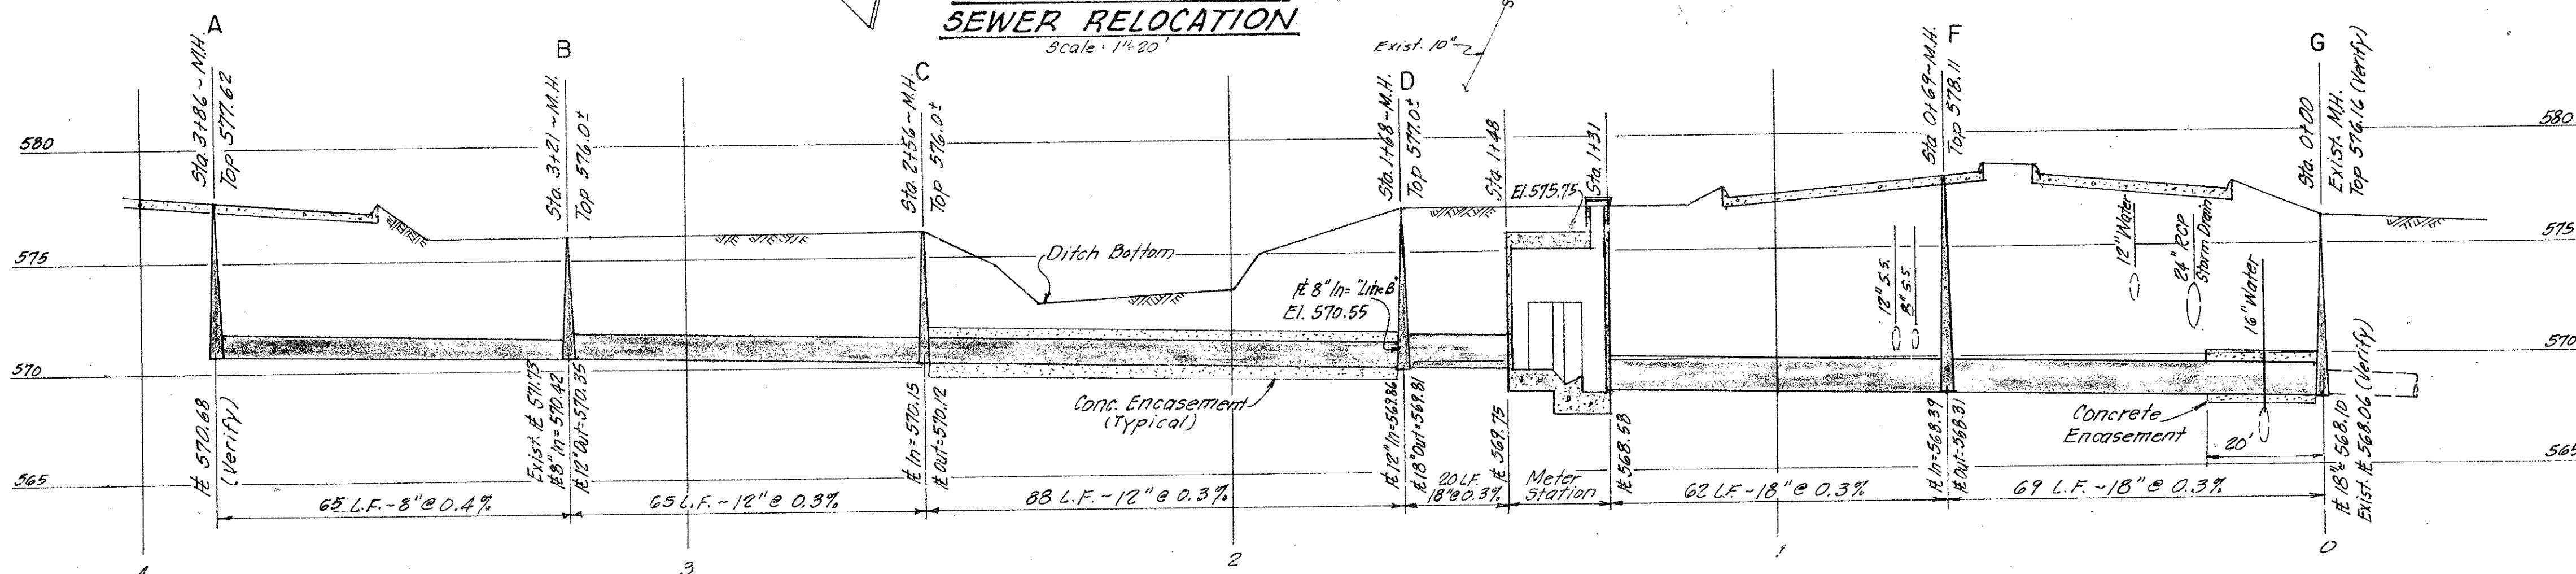 SEWER RELOCATION
Scale: 1"=20'
Exist. 10"
A
Sta. 3+86 ~ M.H.
Top 577.62
B
Sta. 3+21 ~ M.H.
Top 576.0±
C
Sta. 2+56 ~ M.H.
Top 576.0±
D
Sta. 1+68 ~ M.H.
Top 577.0±
Sta. 1+48
El. 575.75
Sta. 1+31
F
Sta 0+69 ~ M.H.
Top 578.11
G
Sta. 0+00
Exist. M.H.
Top 576.16 (Verify)
580
580
575
575
570
570
565
565
Ditch Bottom
℄ 8" In = "Line B"
El. 570.55
12" S.S.
8" S.S.
12" Water
24" RCP
Storm Drain
16" Water
℄ 570.68
(Verify)
Exist. ℄ 571.13
℄ 8" In = 570.42
℄ 12" Out = 570.35
℄ In = 570.15
℄ Out = 570.12
Conc. Encasement
(Typical)
℄ 12" In = 569.86
℄ 18" Out = 569.81
℄ 569.75
℄ 568.58
℄ In = 568.39
℄ Out = 568.31
Concrete
Encasement
20'
℄ 18" = 568.10
Exist. ℄ 568.06 (Verify)
65 L.F. ~ 8" @ 0.4%
65 L.F. ~ 12" @ 0.3%
88 L.F. ~ 12" @ 0.3%
20 L.F.
18" @ 0.3%
Meter
Station
62 L.F. ~ 18" @ 0.3%
69 L.F. ~ 18" @ 0.3%
4
3
2
1
0